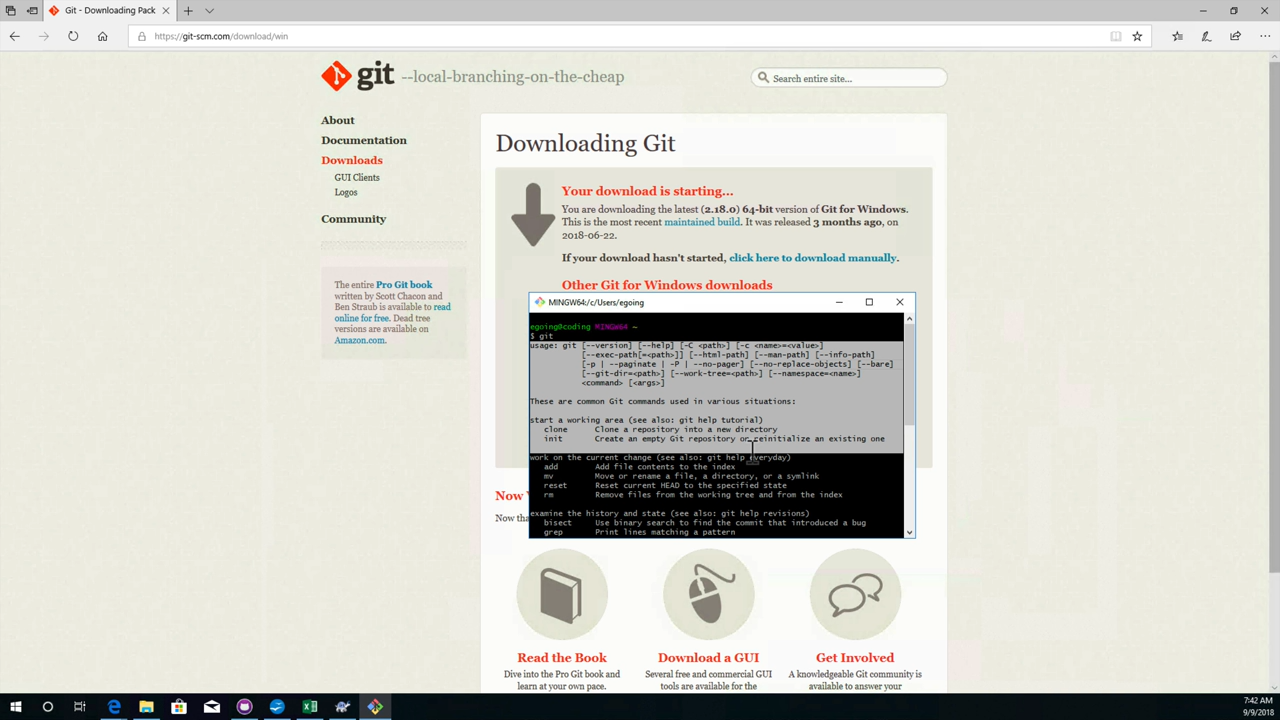 Git - Downloading Pack
https://git-scm.com/download/win
git --local-branching-on-the-cheap
Search entire site...
About
Documentation
Downloads
GUI Clients
Logos
Community
The entire Pro Git book
written by Scott Chacon and
Ben Straub is available to read
online for free. Dead tree
versions are available on
Amazon.com.
Downloading Git
Your download is starting...
You are downloading the latest (2.18.0) 64-bit version of Git for Windows.
This is the most recent maintained build. It was released 3 months ago, on
2018-06-22.
If your download hasn't started, click here to download manually.
Other Git for Windows downloads
MINGW64:/c/Users/egoing
egoing@coding MINGW64 ~
$ git
usage: git [--version] [--help] [-C <path>] [-c <name>=<value>]
[--exec-path[=<path>]] [--html-path] [--man-path] [--info-path]
[-p | --paginate | -P | --no-pager] [--no-replace-objects] [--bare]
[--git-dir=<path>] [--work-tree=<path>] [--namespace=<name>]
<command> [<args>]
These are common Git commands used in various situations:
start a working area (see also: git help tutorial)
clone Clone a repository into a new directory
init Create an empty Git repository or reinitialize an existing one
work on the current change (see also: git help everyday)
add Add file contents to the index
mv Move or rename a file, a directory, or a symlink
reset Reset current HEAD to the specified state
rm Remove files from the working tree and from the index
examine the history and state (see also: git help revisions)
bisect Use binary search to find the commit that introduced a bug
grep Print lines matching a pattern
Now
Now tha
Read the Book
Dive into the Pro Git book and
learn at your own pace.
Download a GUI
Several free and commercial GUI
tools are available for the
Get Involved
A knowledgeable Git community is
available to answer your
7:42 AM
9/9/2018